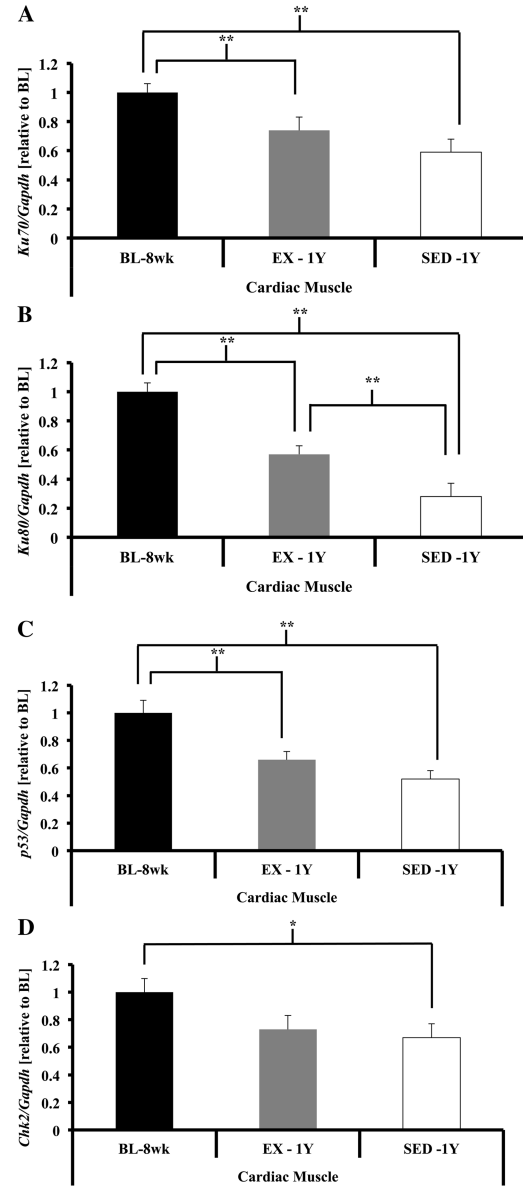 A
**
**
Ku70/Gapdh [relative to BL]
1.2
1
0.8
0.6
0.4
0.2
0
BL-8wk EX - 1Y SED -1Y
Cardiac Muscle
B
**
**
**
Ku80/Gapdh [relative to BL]
1.2
1
0.8
0.6
0.4
0.2
0
BL-8wk EX - 1Y SED -1Y
Cardiac Muscle
C
**
**
p53/Gapdh [relative to BL]
1.2
1
0.8
0.6
0.4
0.2
0
BL-8wk EX - 1Y SED -1Y
Cardiac Muscle
D
*
Chk2/Gapdh [relative to BL]
1.2
1
0.8
0.6
0.4
0.2
0
BL-8wk EX - 1Y SED -1Y
Cardiac Muscle